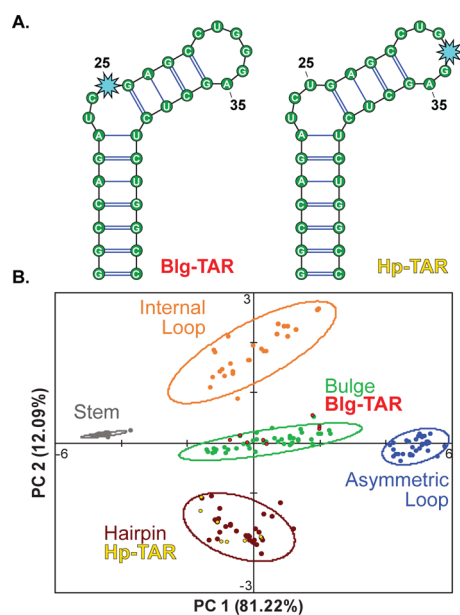 A.
25
G G C C A G A U C G A G C C U G G G A G C U C U C U G G C C
35
Blg-TAR
25
G G C C A G A U C U G A G C C U G G A G C U C U C U G G C C
35
Hp-TAR
B.
3
Internal
Loop
Bulge
Blg-TAR
Stem
-6
6
Asymmetric
Loop
Hairpin
Hp-TAR
-3
PC 2 (12.09%)
PC 1 (81.22%)